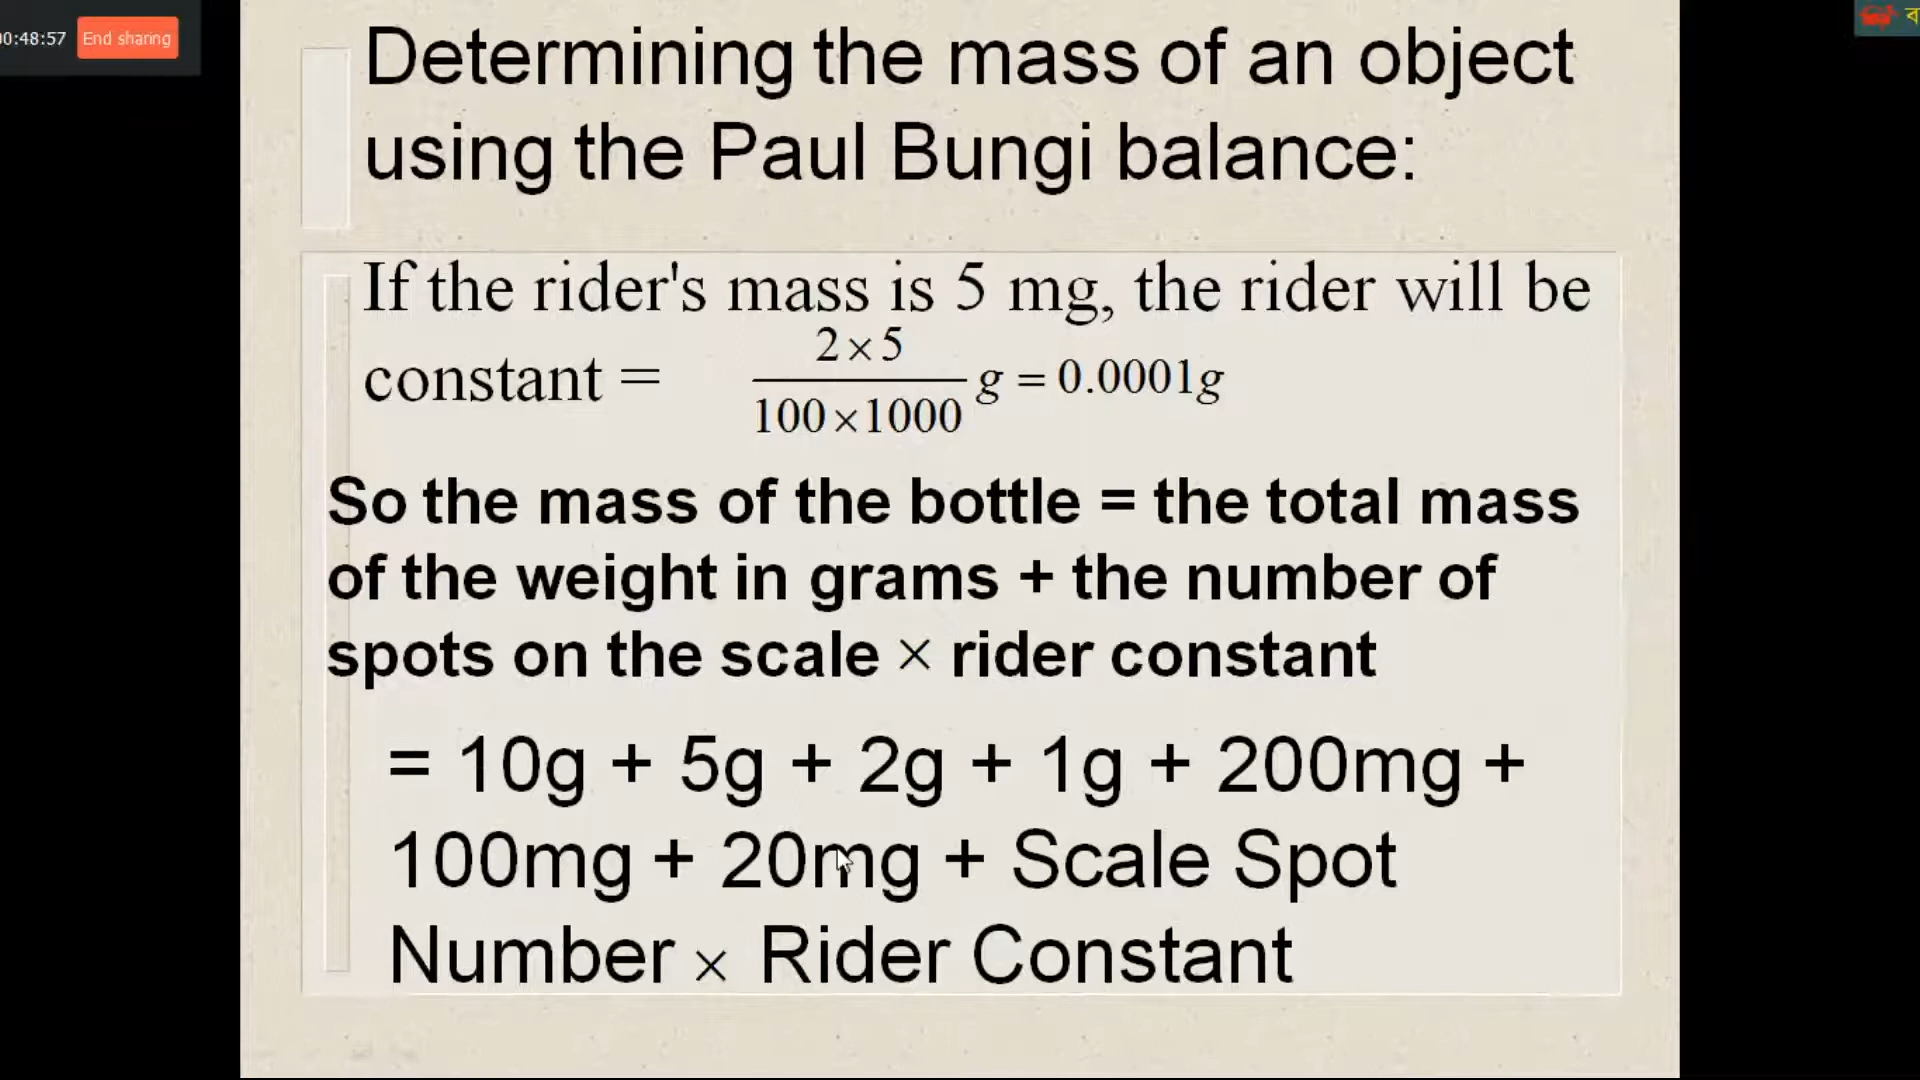 0:48:57 End sharing
ব
Determining the mass of an object
using the Paul Bungi balance:
If the rider's mass is 5 mg, the rider will be
constant = 2×5 / 100×1000 g = 0.0001g
So the mass of the bottle = the total mass
of the weight in grams + the number of
spots on the scale × rider constant
= 10g + 5g + 2g + 1g + 200mg +
100mg + 20mg + Scale Spot
Number × Rider Constant